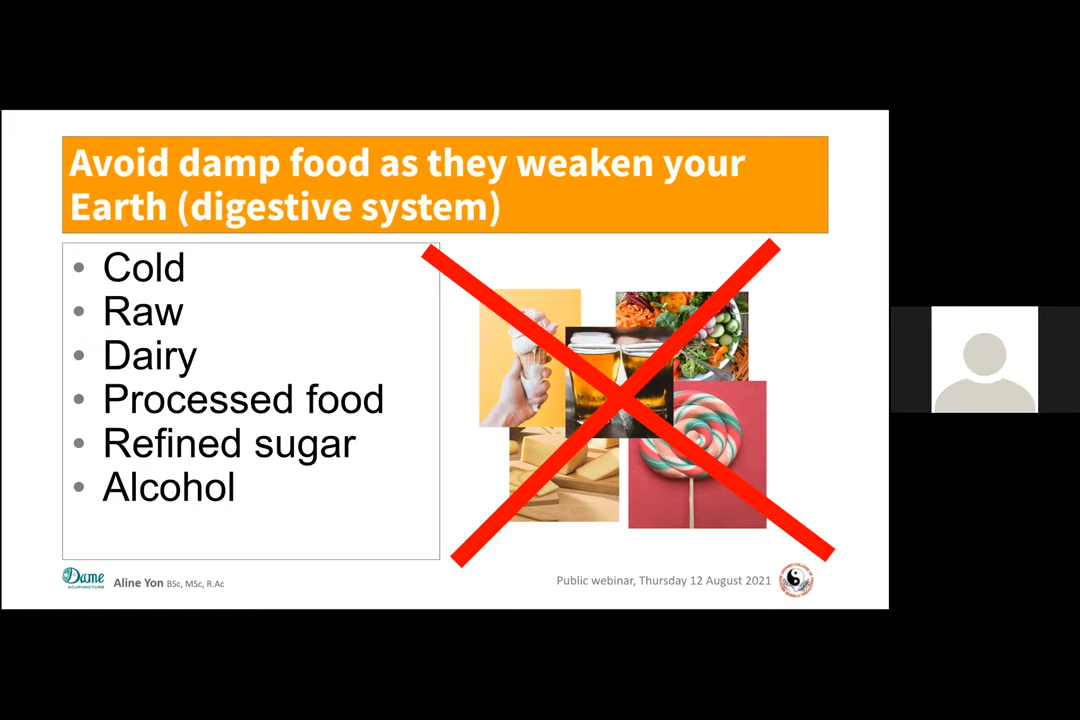 Avoid damp food as they weaken your
Earth (digestive system)
• Cold
• Raw
• Dairy
• Processed food
• Refined sugar
• Alcohol
Dame
ACUPUNCTURE
Aline Yon BSc, MSc, R.Ac
Public webinar, Thursday 12 August 2021